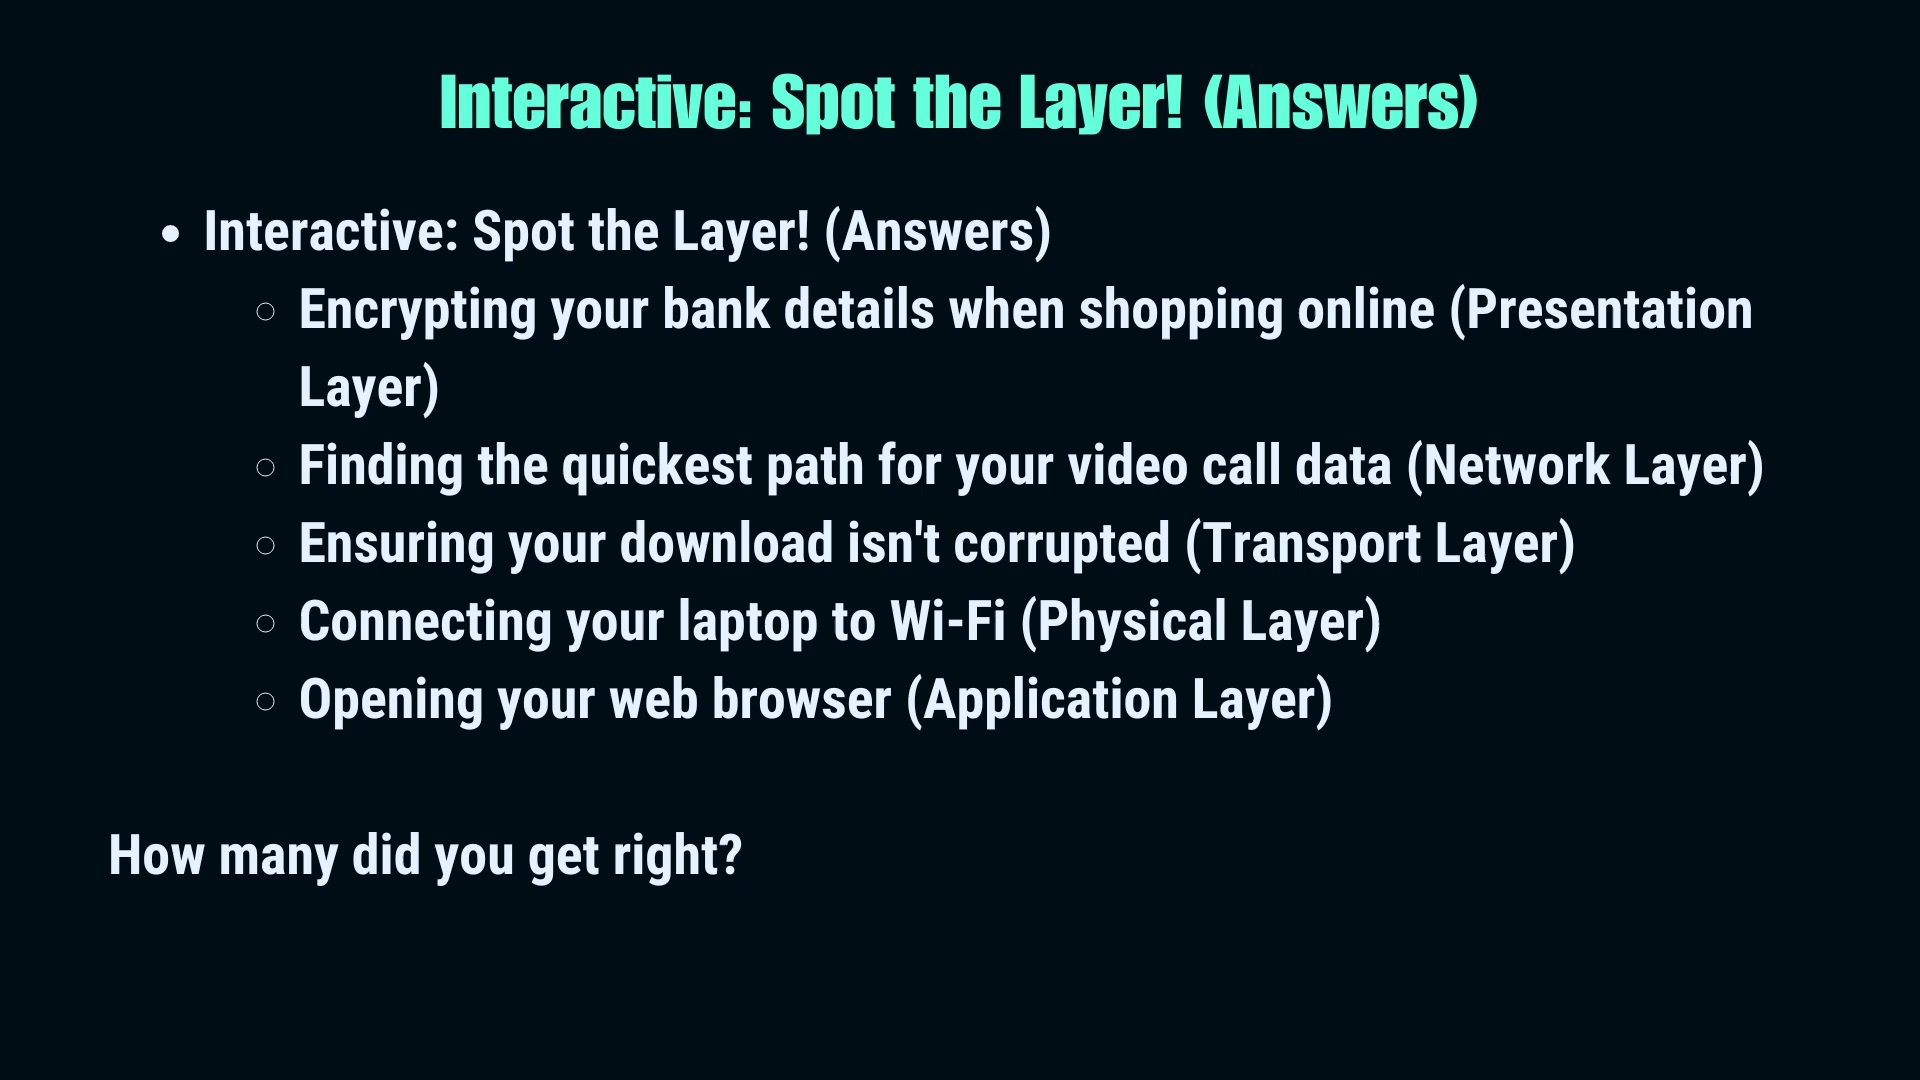 Interactive: Spot the Layer! (Answers)
Interactive: Spot the Layer! (Answers)
Encrypting your bank details when shopping online (Presentation
Layer)
Finding the quickest path for your video call data (Network Layer)
Ensuring your download isn't corrupted (Transport Layer)
Connecting your laptop to Wi-Fi (Physical Layer)
Opening your web browser (Application Layer)
How many did you get right?